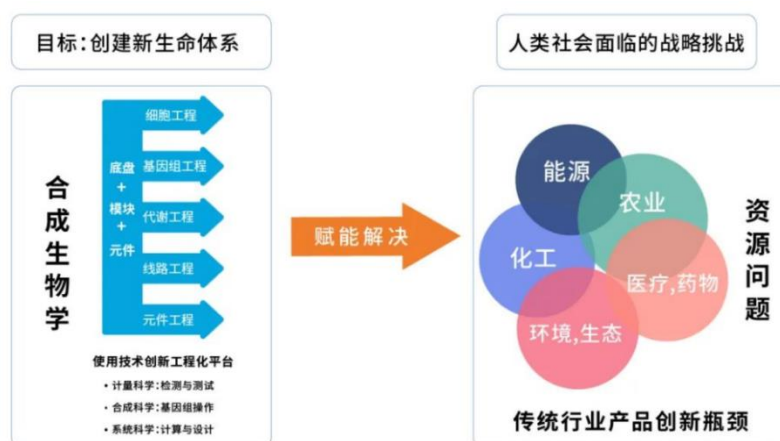 目标:创建新生命体系
人类社会面临的战略挑战
合成生物学
底盘
+
模块
+
元件
细胞工程
基因组工程
代谢工程
线路工程
元件工程
使用技术创新工程化平台
• 计量科学:检测与测试
• 合成科学:基因组操作
• 系统科学:计算与设计
赋能解决
能源
农业
化工
医疗,药物
环境,生态
资源问题
传统行业产品创新瓶颈